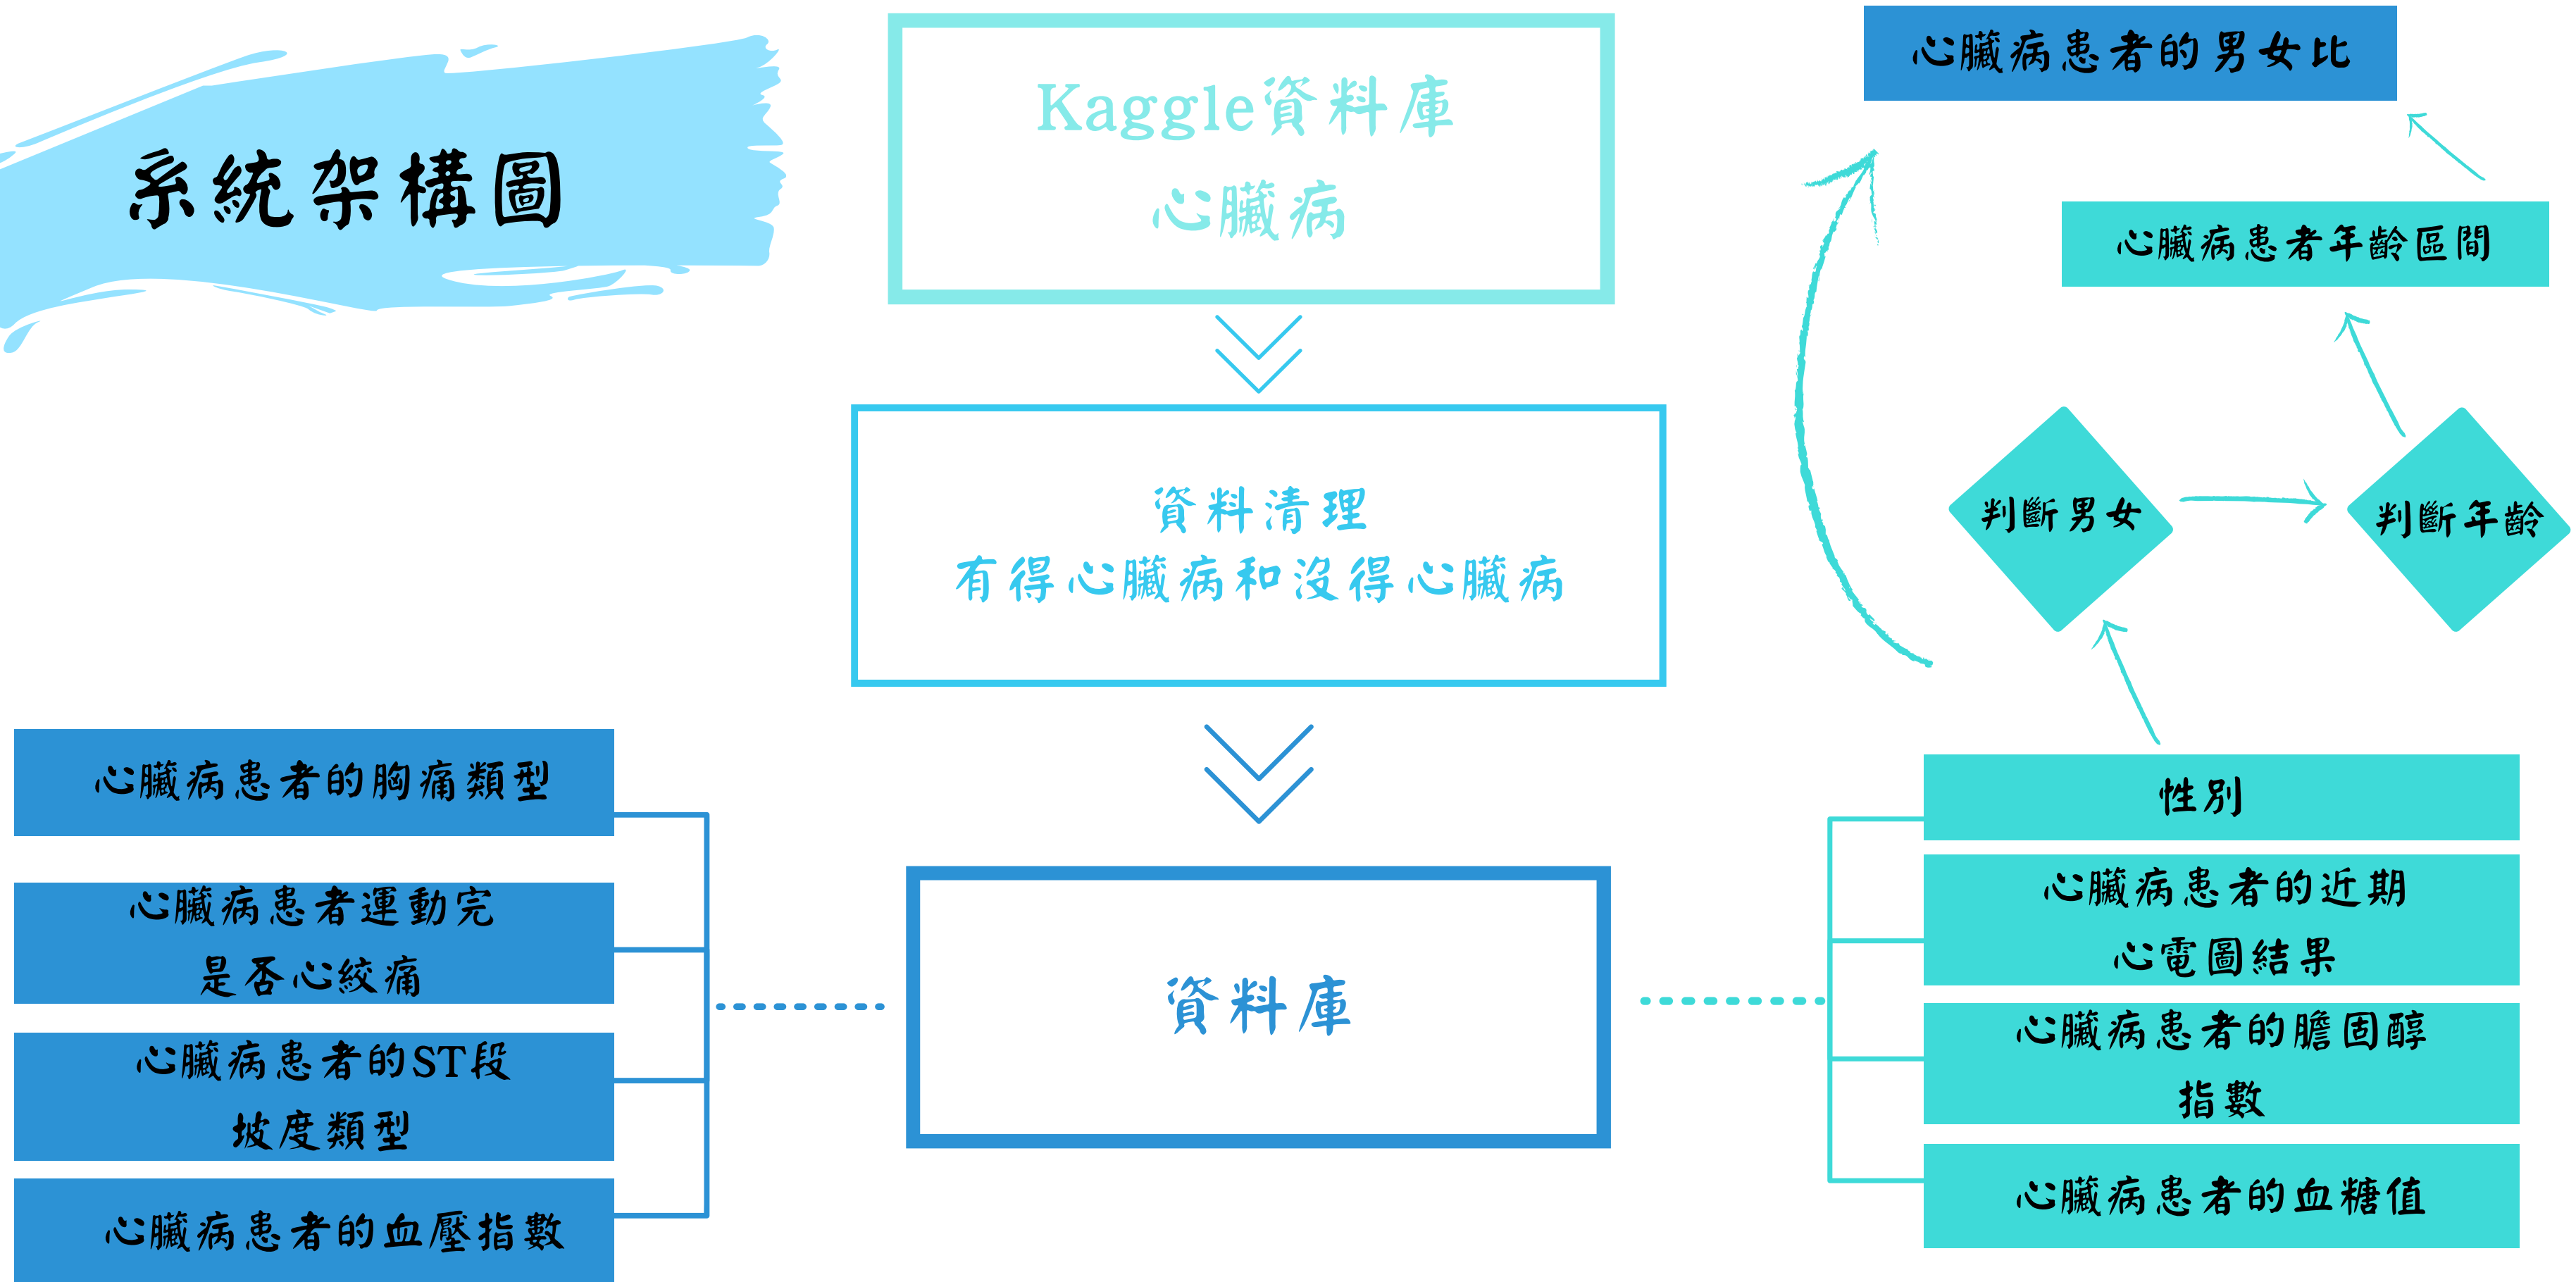 系統架構圖
Kaggle資料庫
心臟病
資料清理
有得心臟病和沒得心臟病
資料庫
心臟病患者的胸痛類型
心臟病患者運動完
是否心絞痛
心臟病患者的ST段
坡度類型
心臟病患者的血壓指數
心臟病患者的男女比
心臟病患者年齡區間
判斷男女
判斷年齡
性別
心臟病患者的近期
心電圖結果
心臟病患者的膽固醇
指數
心臟病患者的血糖值